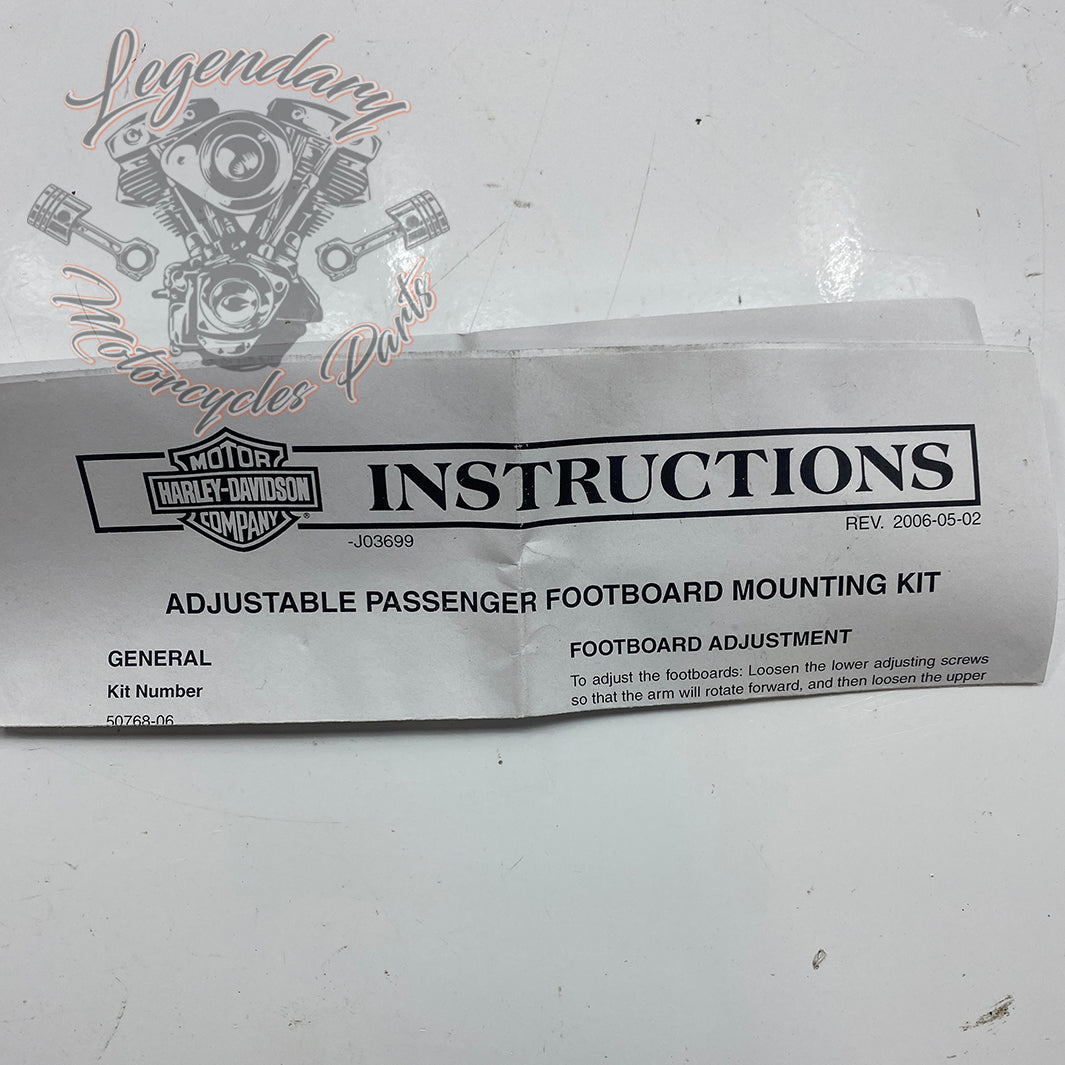 Legendary
Motorcycles Parts
MOTOR
HARLEY-DAVIDSON
COMPANY
®
INSTRUCTIONS
-J03699
REV. 2006-05-02
ADJUSTABLE PASSENGER FOOTBOARD MOUNTING KIT
GENERAL
Kit Number
50768-06
FOOTBOARD ADJUSTMENT
To adjust the footboards: Loosen the lower adjusting screws
so that the arm will rotate forward, and then loosen the upper